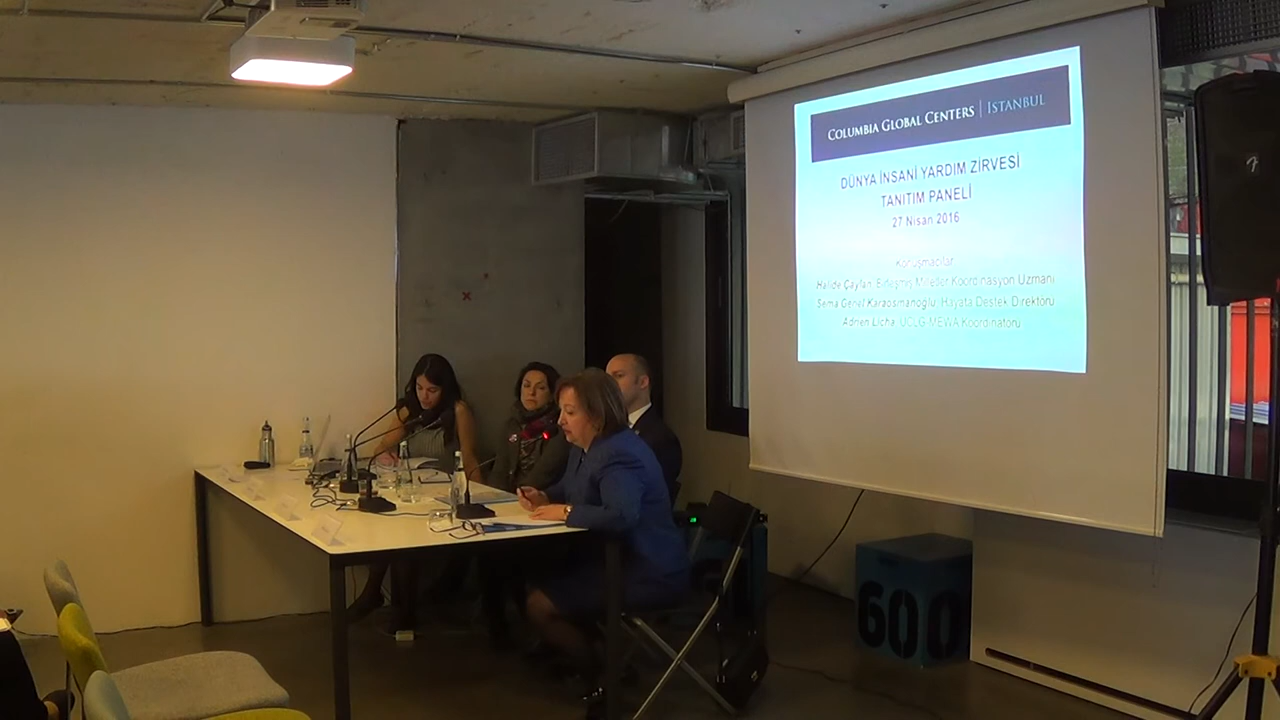 COLUMBIA GLOBAL CENTERS | ISTANBUL
DÜNYA İNSANİ YARDIM ZİRVESİ
TANITIM PANELİ
27 Nisan 2016
Konuşmacılar
Halide Çaylan, Birleşmiş Milletler Koordinasyon Uzmanı
Sema Genel Karaosmanoğlu, Hayata Destek Direktörü
Adrien Licha, UCLG-MEWA Koordinatörü
600